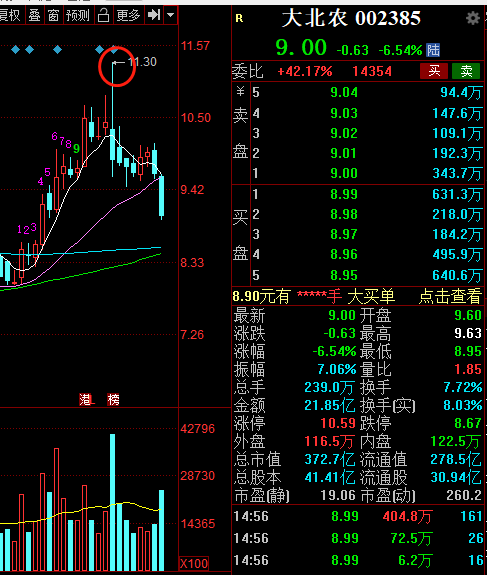 复权 叠 窗 预测 更多
11.57
11.30
10.50
6 7 8 9
4 5
9.42
1 2 3
8.33
7.26
港 榜
42796
28730
14365
X100
R 大北农 002385
9.00 -0.63 -6.54% 陆
委比 +42.17% 14354 买 卖
¥ 5 9.04 94.4万
卖 4 9.03 147.6万
3 9.02 109.1万
盘 2 9.01 192.3万
1 9.00 343.7万
1 8.99 631.3万
买 2 8.98 218.0万
3 8.97 184.2万
盘 4 8.96 495.9万
5 8.95 640.6万
8.90元有 *****手 大买单 点击查看
最新 9.00 开盘 9.60
涨跌 -0.63 最高 9.63
涨幅 -6.54% 最低 8.95
振幅 7.06% 量比 1.85
总手 239.0万 换手 7.72%
金额 21.85亿 换手(实) 8.03%
涨停 10.59 跌停 8.67
外盘 116.5万 内盘 122.5万
总市值 372.7亿 流通值 278.5亿
总股本 41.41亿 流通股 30.94亿
市盈(静) 19.06 市盈(动) 260.2
14:56 8.99 404.8万 161
14:56 8.99 72.5万 26
14:56 8.99 6.2万 16